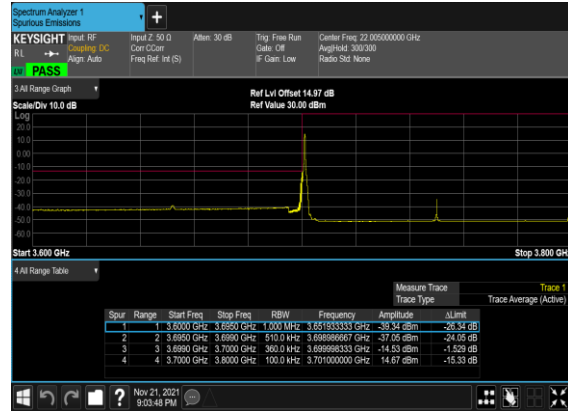 Spectrum Analyzer 1
Spurious Emissions
KEYSIGHT Input: RF Input Z: 50 Ω Atten: 30 dB Trig: Free Run Center Freq: 22.005000000 GHz
RL Coupling: DC Corr CCorr Gate: Off Avg|Hold: 300/300
Align: Auto Freq Ref: Int (S) IF Gain: Low Radio Std: None
LM PASS
3 All Range Graph Ref Lvl Offset 14.97 dB
Scale/Div 10.0 dB Ref Value 30.00 dBm
Log
20.0
10.0
0.00
-10.0
-20.0
-30.0
-40.0
-50.0
-60.0
Start 3.600 GHz Stop 3.800 GHz
4 All Range Table
Measure Trace Trace 1
Trace Type Trace Average (Active)
Spur Range Start Freq Stop Freq RBW Frequency Amplitude ΔLimit
1 1 3.6000 GHz 3.6950 GHz 1.000 MHz 3.651933333 GHz -39.34 dBm -26.34 dB
2 2 3.6950 GHz 3.6990 GHz 510.0 kHz 3.698986667 GHz -37.05 dBm -24.05 dB
3 3 3.6990 GHz 3.7000 GHz 360.0 kHz 3.699998333 GHz -14.53 dBm -1.529 dB
4 4 3.7000 GHz 3.8000 GHz 100.0 kHz 3.701000000 GHz 14.67 dBm -15.33 dB
? Nov 21, 2021
9:03:48 PM